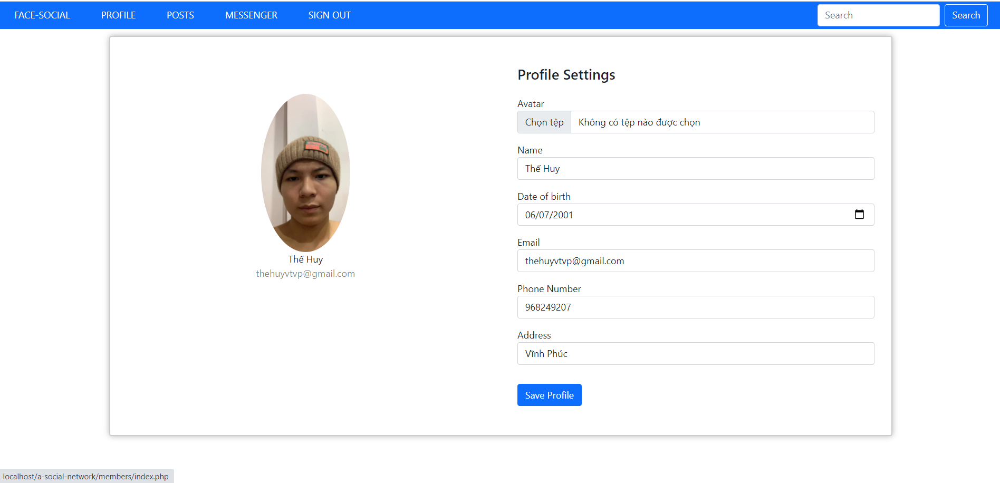 FACE-SOCIAL PROFILE POSTS MESSENGER SIGN OUT Search Search
Profile Settings
Avatar
Chọn tệp Không có tệp nào được chọn
Name
Thế Huy
Date of birth
06/07/2001
Email
thehuyvtvp@gmail.com
Phone Number
968249207
Address
Vĩnh Phúc
Save Profile
Thế Huy
thehuyvtvp@gmail.com
localhost/a-social-network/members/index.php